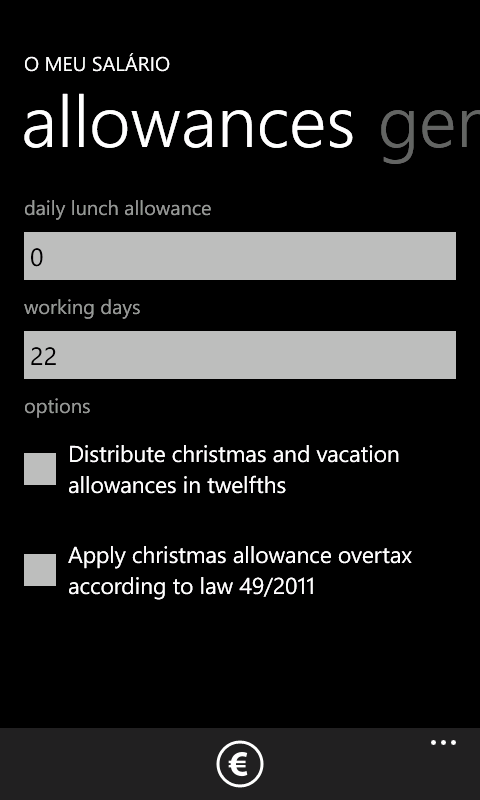 O MEU SALÁRIO
allowances gen
daily lunch allowance
0
working days
22
options
Distribute christmas and vacation
allowances in twelfths
Apply christmas allowance overtax
according to law 49/2011
€